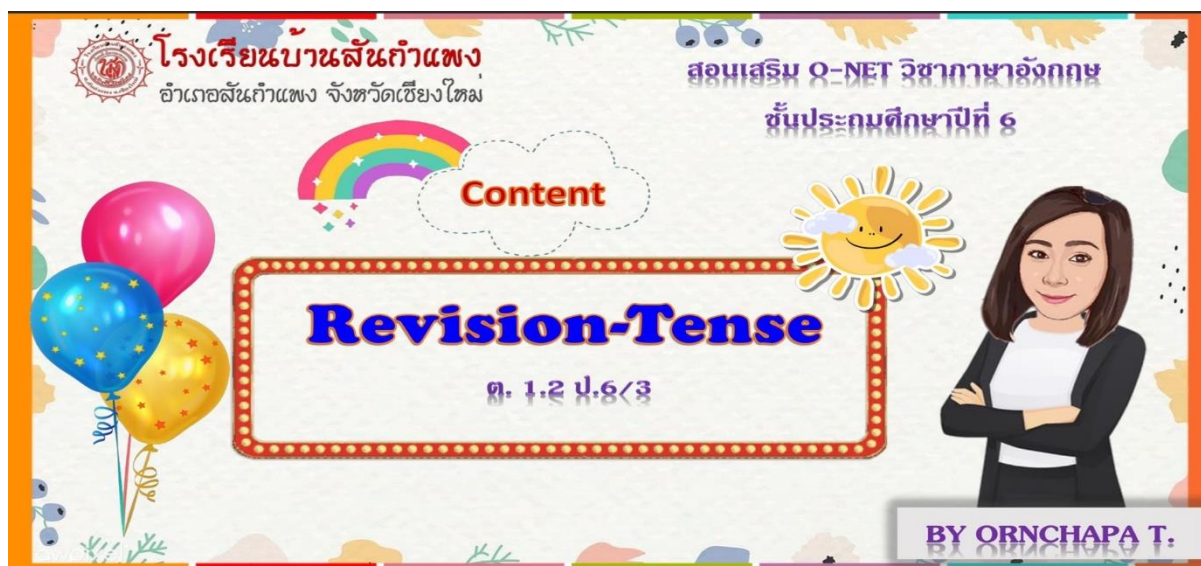 โรงเรียนบ้านสันกำแพง
อำเภอสันกำแพง จังหวัดเชียงใหม่
สอนเสริม O-NET วิชาภาษาอังกฤษ
ชั้นประถมศึกษาปีที่ 6
Content
Revision-Tense
ต. 1.2 ป.6/3
BY ORNCHAPA T.